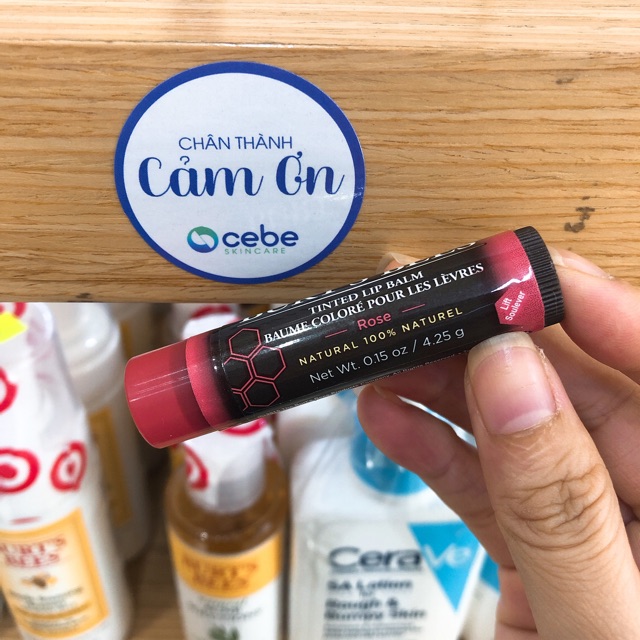 CHÂN THÀNH
Cảm Ơn
cebe
SKINCARE
TINTED LIP BALM
BAUME COLORÉ POUR LES LÈVRES
Rose
NATURAL 100% NATUREL
Net Wt. 0.15 oz / 4.25 g
Lift
Soulever
BURT'S
BEES
BURT'S
BEES
CeraVe
SA Lotion
for
Rough &
Bumpy Skin